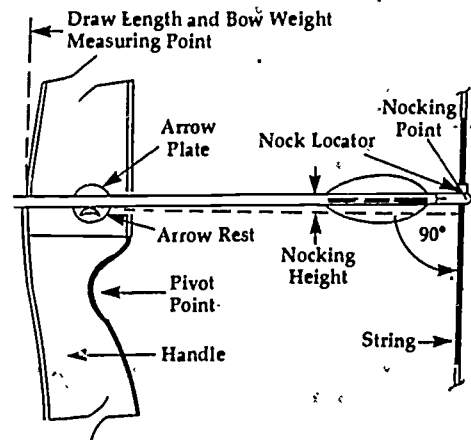 Draw Length and Bow Weight
Measuring Point
Nocking
Point
Arrow
Plate
Nock Locator
Arrow Rest
90°
Nocking
Height
Pivot
Point
String
Handle